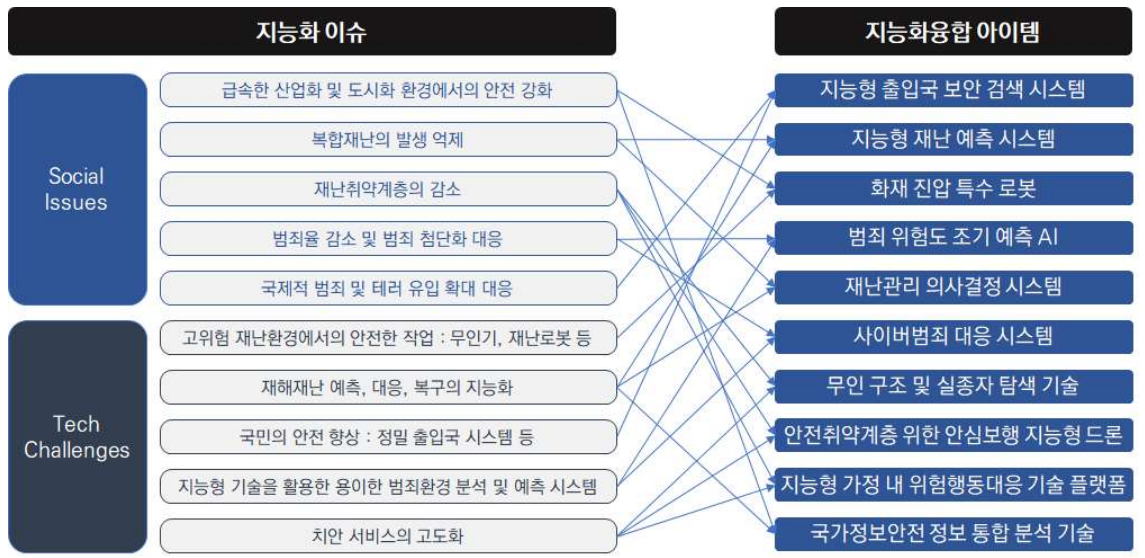 지능화 이슈
지능화융합 아이템
Social
Issues
급속한 산업화 및 도시화 환경에서의 안전 강화
복합재난의 발생 억제
재난취약계층의 감소
범죄율 감소 및 범죄 첨단화 대응
국제적 범죄 및 테러 유입 확대 대응
Tech
Challenges
고위험 재난환경에서의 안전한 작업 : 무인기, 재난로봇 등
재해재난 예측, 대응, 복구의 지능화
국민의 안전 향상 : 정밀 출입국 시스템 등
지능형 기술을 활용한 용이한 범죄환경 분석 및 예측 시스템
치안 서비스의 고도화
지능형 출입국 보안 검색 시스템
지능형 재난 예측 시스템
화재 진압 특수 로봇
범죄 위험도 조기 예측 AI
재난관리 의사결정 시스템
사이버범죄 대응 시스템
무인 구조 및 실종자 탐색 기술
안전취약계층 위한 안심보행 지능형 드론
지능형 가정 내 위험행동대응 기술 플랫폼
국가정보안전 정보 통합 분석 기술